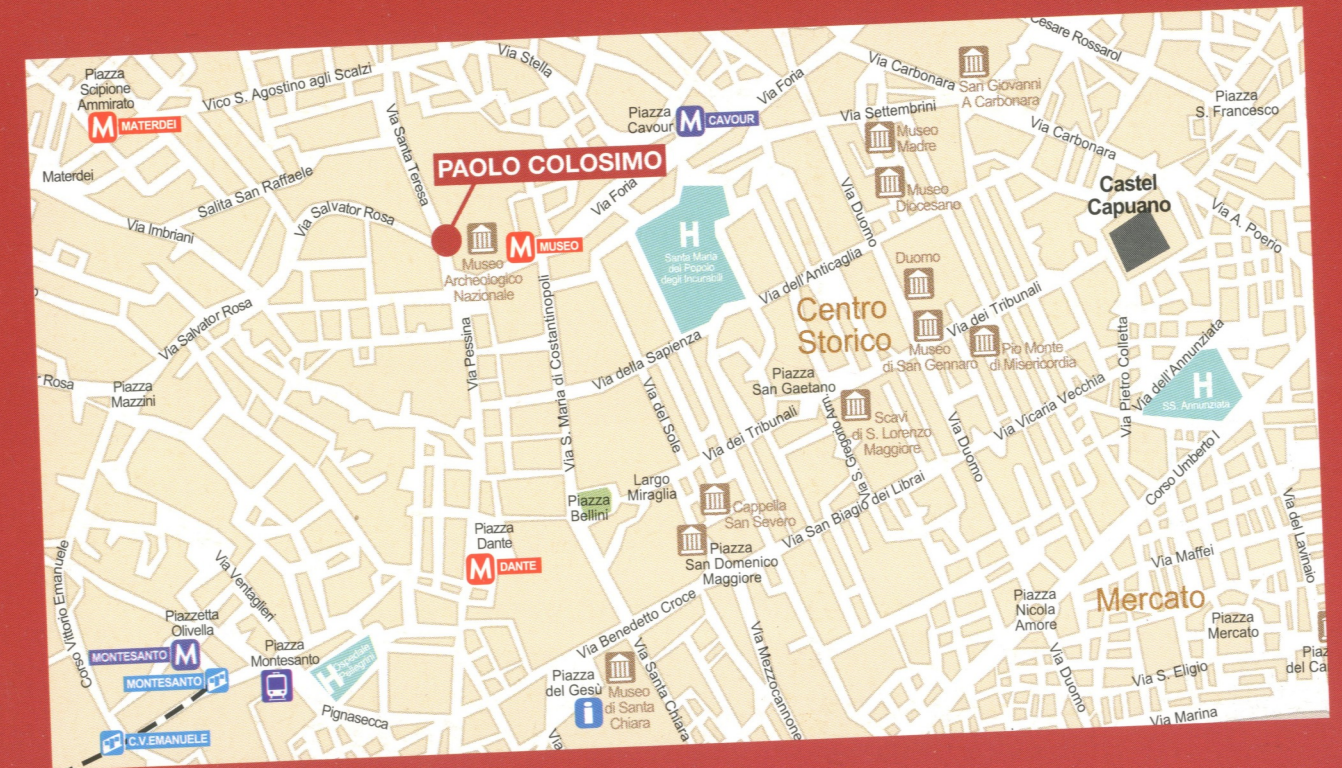 Piazza
Scipione
Ammirato
M MATERDEI
Materdei
Vico S. Agostino agli Scalzi
Via Stella
Via Santa Teresa
Salita San Raffaele
Via Imbriani
Via Salvator Rosa
PAOLO COLOSIMO
Piazza
Cavour
M CAVOUR
Via Foria
Via Foria
Via Carbonara
San Giovanni
A Carbonara
Cesare Rossarol
Via Settembrini
Museo
Madre
Via Carbonara
Piazza
S. Francesco
Museo
Diocesano
Castel
Capuano
Via A. Poerio
Via Duomo
M MUSEO
Museo
Archeologico
Nazionale
H
Santa Maria
del Popolo
degli Incurabili
Via dell'Anticaglia
Duomo
Centro
Storico
Via dei Tribunali
Museo
di San Gennaro
Pio Monte
di Misericordia
Via Salvator Rosa
Rosa
Piazza
Mazzini
Via Pessina
Via S. Maria di Costantinopoli
Via della Sapienza
Via del Sole
Piazza
San Gaetano
Via dei Tribunali
Via S. Gregorio Arm.
Scavi
di S. Lorenzo
Maggiore
Via Duomo
Via Vicaria Vecchia
Via Pietro Colletta
Via dell'Annunziata
H
SS. Annunziata
Corso Umberto I
Piazza
Bellini
Largo
Miraglia
Cappella
San Severo
Via San Biagio dei Librai
Piazza
San Domenico
Maggiore
Piazza
Dante
M DANTE
Via del Lavinaio
Via Maffei
Mercato
Piazza
Nicola
Amore
Piazza
Mercato
Corso Vittorio Emanuele
Via Ventaglieri
Piazzetta
Olivella
MONTESANTO M
MONTESANTO
Piazza
Montesanto
H Ospedale
Pellegrini
Pignasecca
C.V.EMANUELE
Via Benedetto Croce
Piazza
del Gesù
i
Museo
di Santa
Chiara
Via Santa Chiara
Via Mezzocannone
Via
Via Duomo
Via S. Eligio
Piaz
del Ca
Via Marina